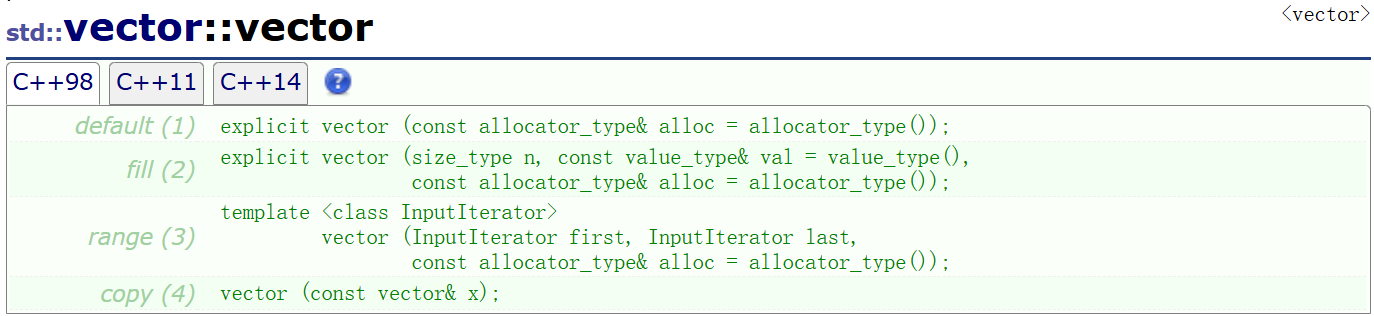 std::vector::vector
<vector>
C++98 C++11 C++14 ?
default (1) explicit vector (const allocator_type& alloc = allocator_type());
fill (2) explicit vector (size_type n, const value_type& val = value_type(),
const allocator_type& alloc = allocator_type());
range (3) template <class InputIterator>
vector (InputIterator first, InputIterator last,
const allocator_type& alloc = allocator_type());
copy (4) vector (const vector& x);